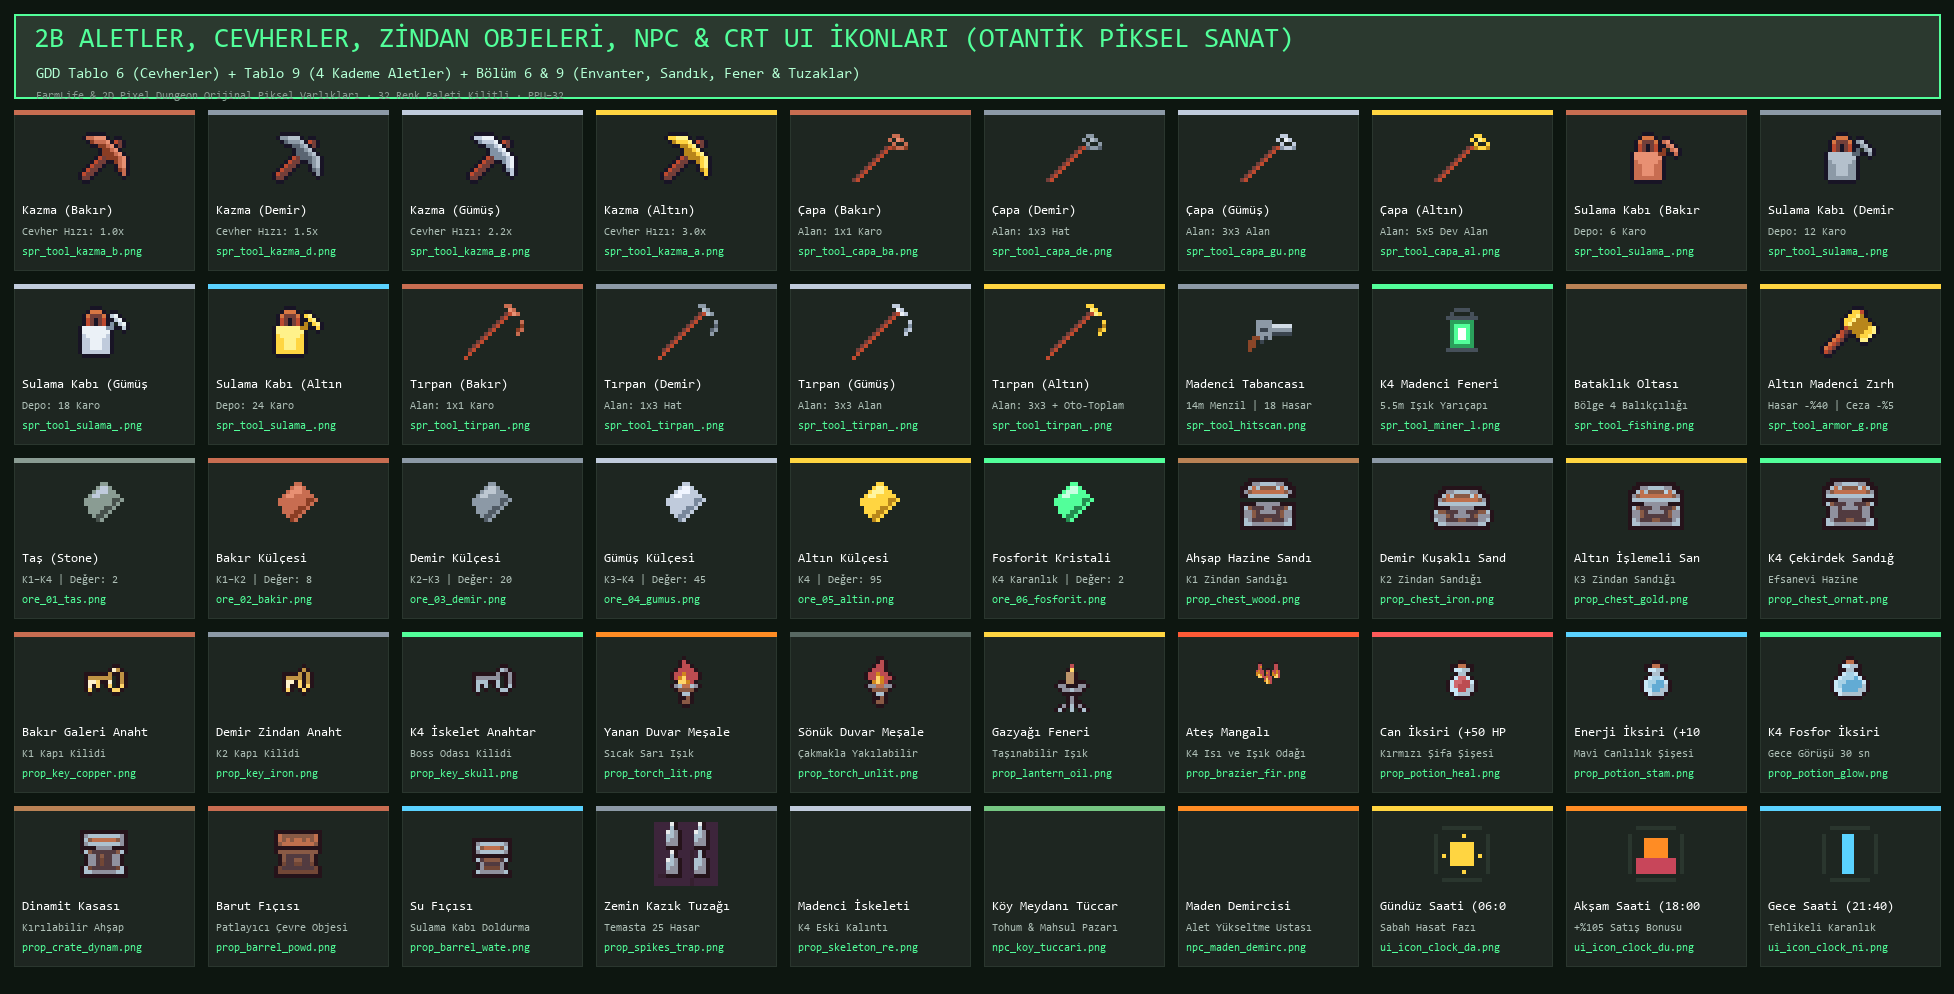 2B ALETLER, CEVHERLER, ZİNDAN OBJELERİ, NPC & CRT UI İKONLARI (OTANTİK PİKSEL SANAT)
GDD Tablo 6 (Cevherler) + Tablo 9 (4 Kademe Aletler) + Bölüm 6 & 9 (Envanter, Sandık, Fener & Tuzaklar)
FarmLife & 2D Pixel Dungeon Orijinal Piksel Varlıkları · 32 Renk Paleti Kilitli · PPU=32
Kazma (Bakır)
Cevher Hızı: 1.0x
spr_tool_kazma_b.png
Kazma (Demir)
Cevher Hızı: 1.5x
spr_tool_kazma_d.png
Kazma (Gümüş)
Cevher Hızı: 2.2x
spr_tool_kazma_g.png
Kazma (Altın)
Cevher Hızı: 3.0x
spr_tool_kazma_a.png
Çapa (Bakır)
Alan: 1x1 Karo
spr_tool_capa_ba.png
Çapa (Demir)
Alan: 1x3 Hat
spr_tool_capa_de.png
Çapa (Gümüş)
Alan: 3x3 Alan
spr_tool_capa_gu.png
Çapa (Altın)
Alan: 5x5 Dev Alan
spr_tool_capa_al.png
Sulama Kabı (Bakır
Depo: 6 Karo
spr_tool_sulama_.png
Sulama Kabı (Demir
Depo: 12 Karo
spr_tool_sulama_.png
Sulama Kabı (Gümüş
Depo: 18 Karo
spr_tool_sulama_.png
Sulama Kabı (Altın
Depo: 24 Karo
spr_tool_sulama_.png
Tırpan (Bakır)
Alan: 1x1 Karo
spr_tool_tirpan_.png
Tırpan (Demir)
Alan: 1x3 Hat
spr_tool_tirpan_.png
Tırpan (Gümüş)
Alan: 3x3 Alan
spr_tool_tirpan_.png
Tırpan (Altın)
Alan: 3x3 + Oto-Toplam
spr_tool_tirpan_.png
Madenci Tabancası
14m Menzil | 18 Hasar
spr_tool_hitscan.png
K4 Madenci Feneri
5.5m Işık Yarıçapı
spr_tool_miner_l.png
Bataklık Oltası
Bölge 4 Balıkçılığı
spr_tool_fishing.png
Altın Madenci Zırh
Hasar -%40 | Ceza -%5
spr_tool_armor_g.png
Taş (Stone)
K1-K4 | Değer: 2
ore_01_tas.png
Bakır Külçesi
K1-K2 | Değer: 8
ore_02_bakir.png
Demir Külçesi
K2-K3 | Değer: 20
ore_03_demir.png
Gümüş Külçesi
K3-K4 | Değer: 45
ore_04_gumus.png
Altın Külçesi
K4 | Değer: 95
ore_05_altin.png
Fosforit Kristali
K4 Karanlık | Değer: 2
ore_06_fosforit.png
Ahşap Hazine Sandı
K1 Zindan Sandığı
prop_chest_wood.png
Demir Kuşaklı Sand
K2 Zindan Sandığı
prop_chest_iron.png
Altın İşlemeli San
K3 Zindan Sandığı
prop_chest_gold.png
K4 Çekirdek Sandığ
Efsanevi Hazine
prop_chest_ornat.png
Bakır Galeri Anaht
K1 Kapı Kilidi
prop_key_copper.png
Demir Zindan Anaht
K2 Kapı Kilidi
prop_key_iron.png
K4 İskelet Anahtar
Boss Odası Kilidi
prop_key_skull.png
Yanan Duvar Meşale
Sıcak Sarı Işık
prop_torch_lit.png
Sönük Duvar Meşale
Çakmakla Yakılabilir
prop_torch_unlit.png
Gazyağı Feneri
Taşınabilir Işık
prop_lantern_oil.png
Ateş Mangalı
K4 Isı ve Işık Odağı
prop_brazier_fir.png
Can İksiri (+50 HP
Kırmızı Şifa Şişesi
prop_potion_heal.png
Enerji İksiri (+10
Mavi Canlılık Şişesi
prop_potion_stam.png
K4 Fosfor İksiri
Gece Görüşü 30 sn
prop_potion_glow.png
Dinamit Kasası
Kırılabilir Ahşap
prop_crate_dynam.png
Barut Fıçısı
Patlayıcı Çevre Objesi
prop_barrel_powd.png
Su Fıçısı
Sulama Kabı Doldurma
prop_barrel_wate.png
Zemin Kazık Tuzağı
Temasta 25 Hasar
prop_spikes_trap.png
Madenci İskeleti
K4 Eski Kalıntı
prop_skeleton_re.png
Köy Meydanı Tüccar
Tohum & Mahsul Pazarı
npc_koy_tuccari.png
Maden Demircisi
Alet Yükseltme Ustası
npc_maden_demirc.png
Gündüz Saati (06:0
Sabah Hasat Fazı
ui_icon_clock_da.png
Akşam Saati (18:00
+%105 Satış Bonusu
ui_icon_clock_du.png
Gece Saati (21:40)
Tehlikeli Karanlık
ui_icon_clock_ni.png